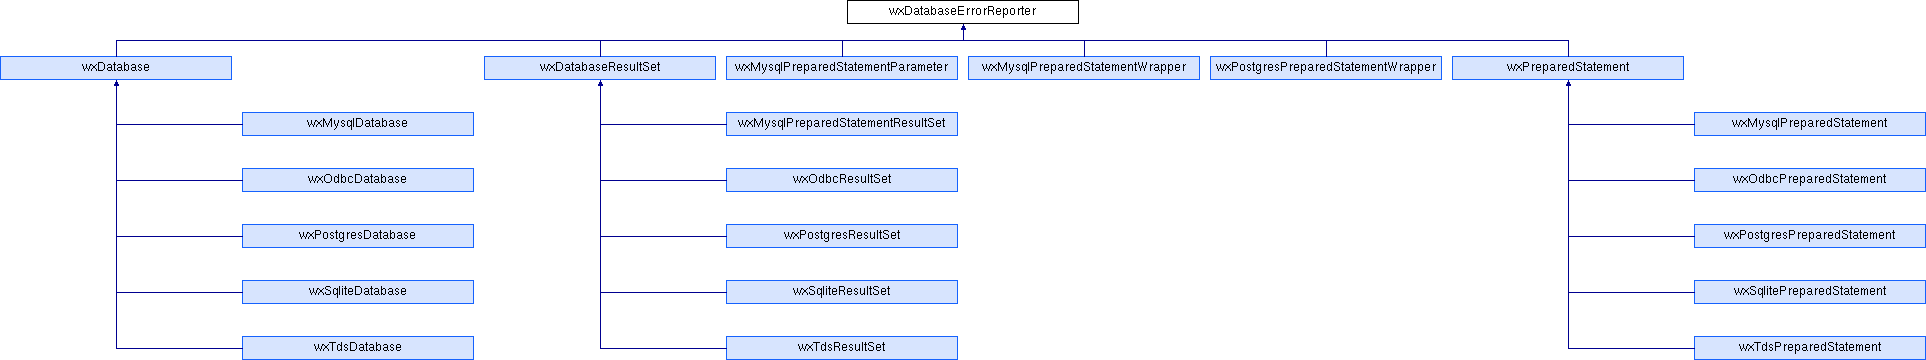 wxDatabaseErrorReporter
wxDatabase
wxDatabaseResultSet
wxMysqlPreparedStatementParameter
wxMysqlPreparedStatementWrapper
wxPostgresPreparedStatementWrapper
wxPreparedStatement
wxMysqlDatabase
wxMysqlPreparedStatementResultSet
wxMysqlPreparedStatement
wxOdbcDatabase
wxOdbcResultSet
wxOdbcPreparedStatement
wxPostgresDatabase
wxPostgresResultSet
wxPostgresPreparedStatement
wxSqliteDatabase
wxSqliteResultSet
wxSqlitePreparedStatement
wxTdsDatabase
wxTdsResultSet
wxTdsPreparedStatement